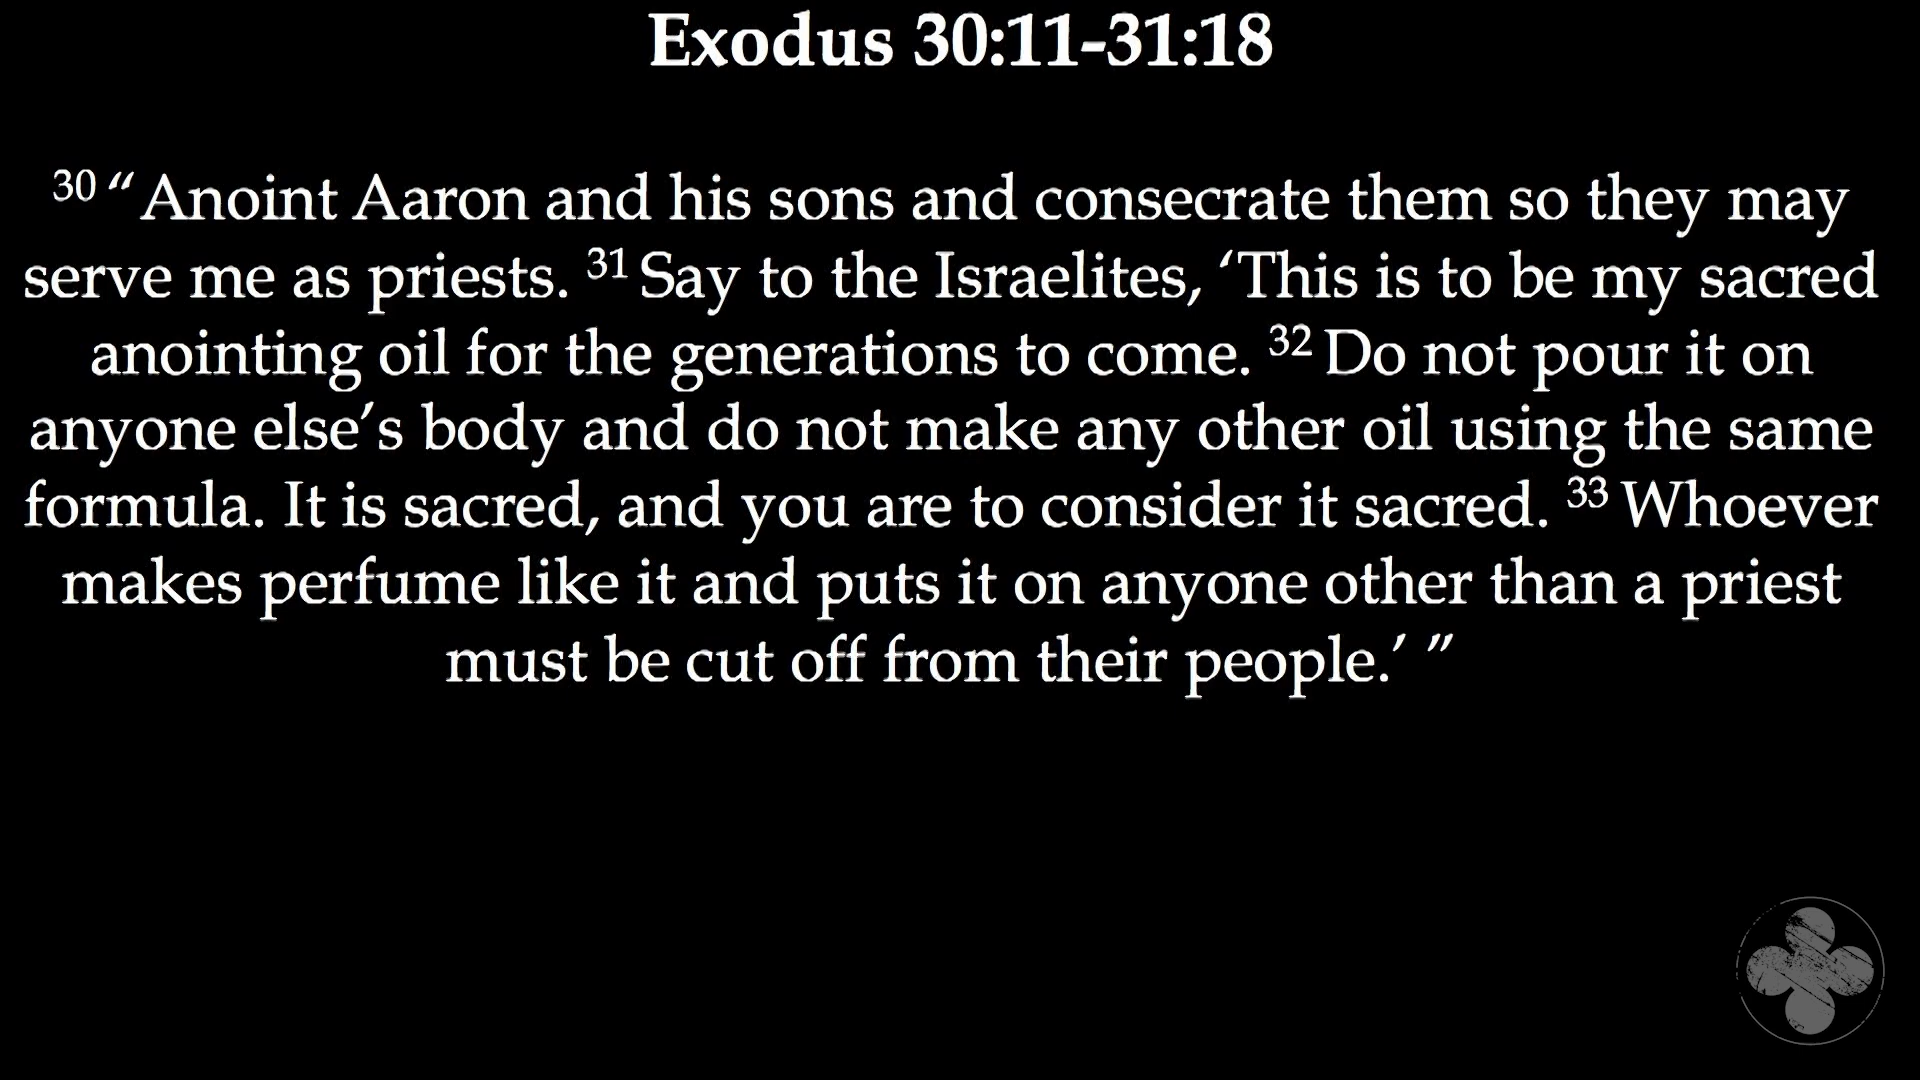 Exodus 30:11-31:18
30 “Anoint Aaron and his sons and consecrate them so they may
serve me as priests. 31 Say to the Israelites, ‘This is to be my sacred
anointing oil for the generations to come. 32 Do not pour it on
anyone else’s body and do not make any other oil using the same
formula. It is sacred, and you are to consider it sacred. 33 Whoever
makes perfume like it and puts it on anyone other than a priest
must be cut off from their people.’ ”